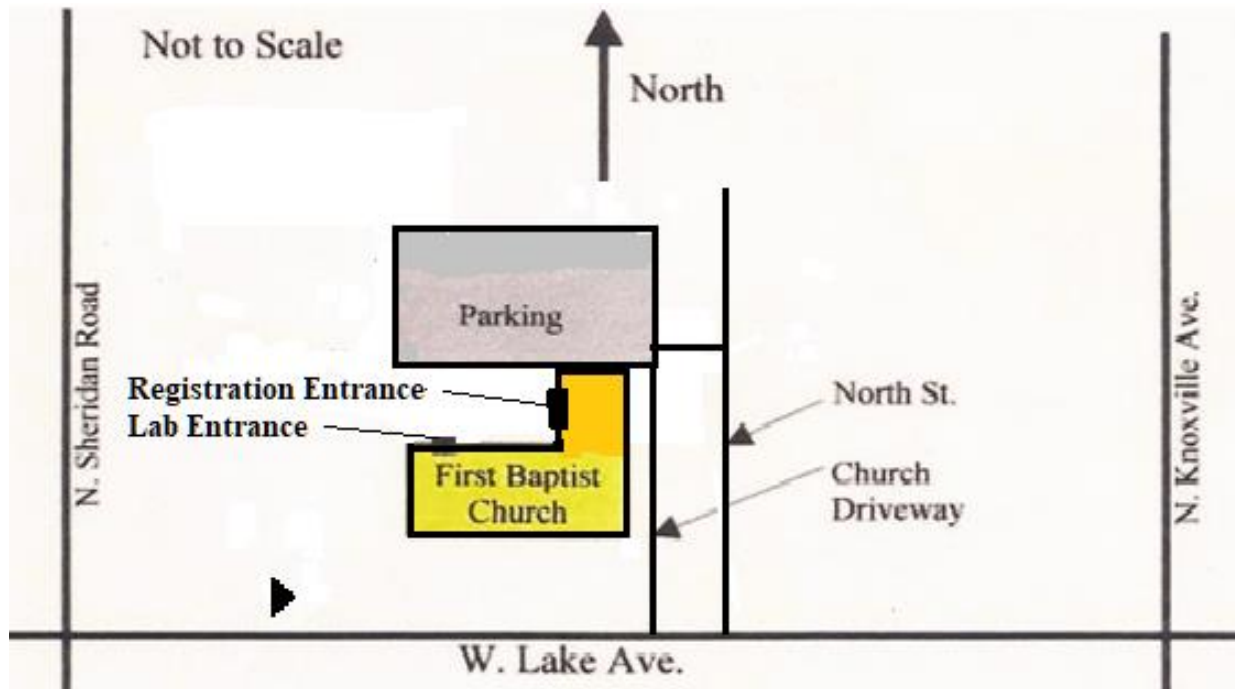 Not to Scale
North
N. Sheridan Road
Parking
Registration Entrance
Lab Entrance
North St.
First Baptist
Church
Church
Driveway
N. Knoxville Ave.
W. Lake Ave.